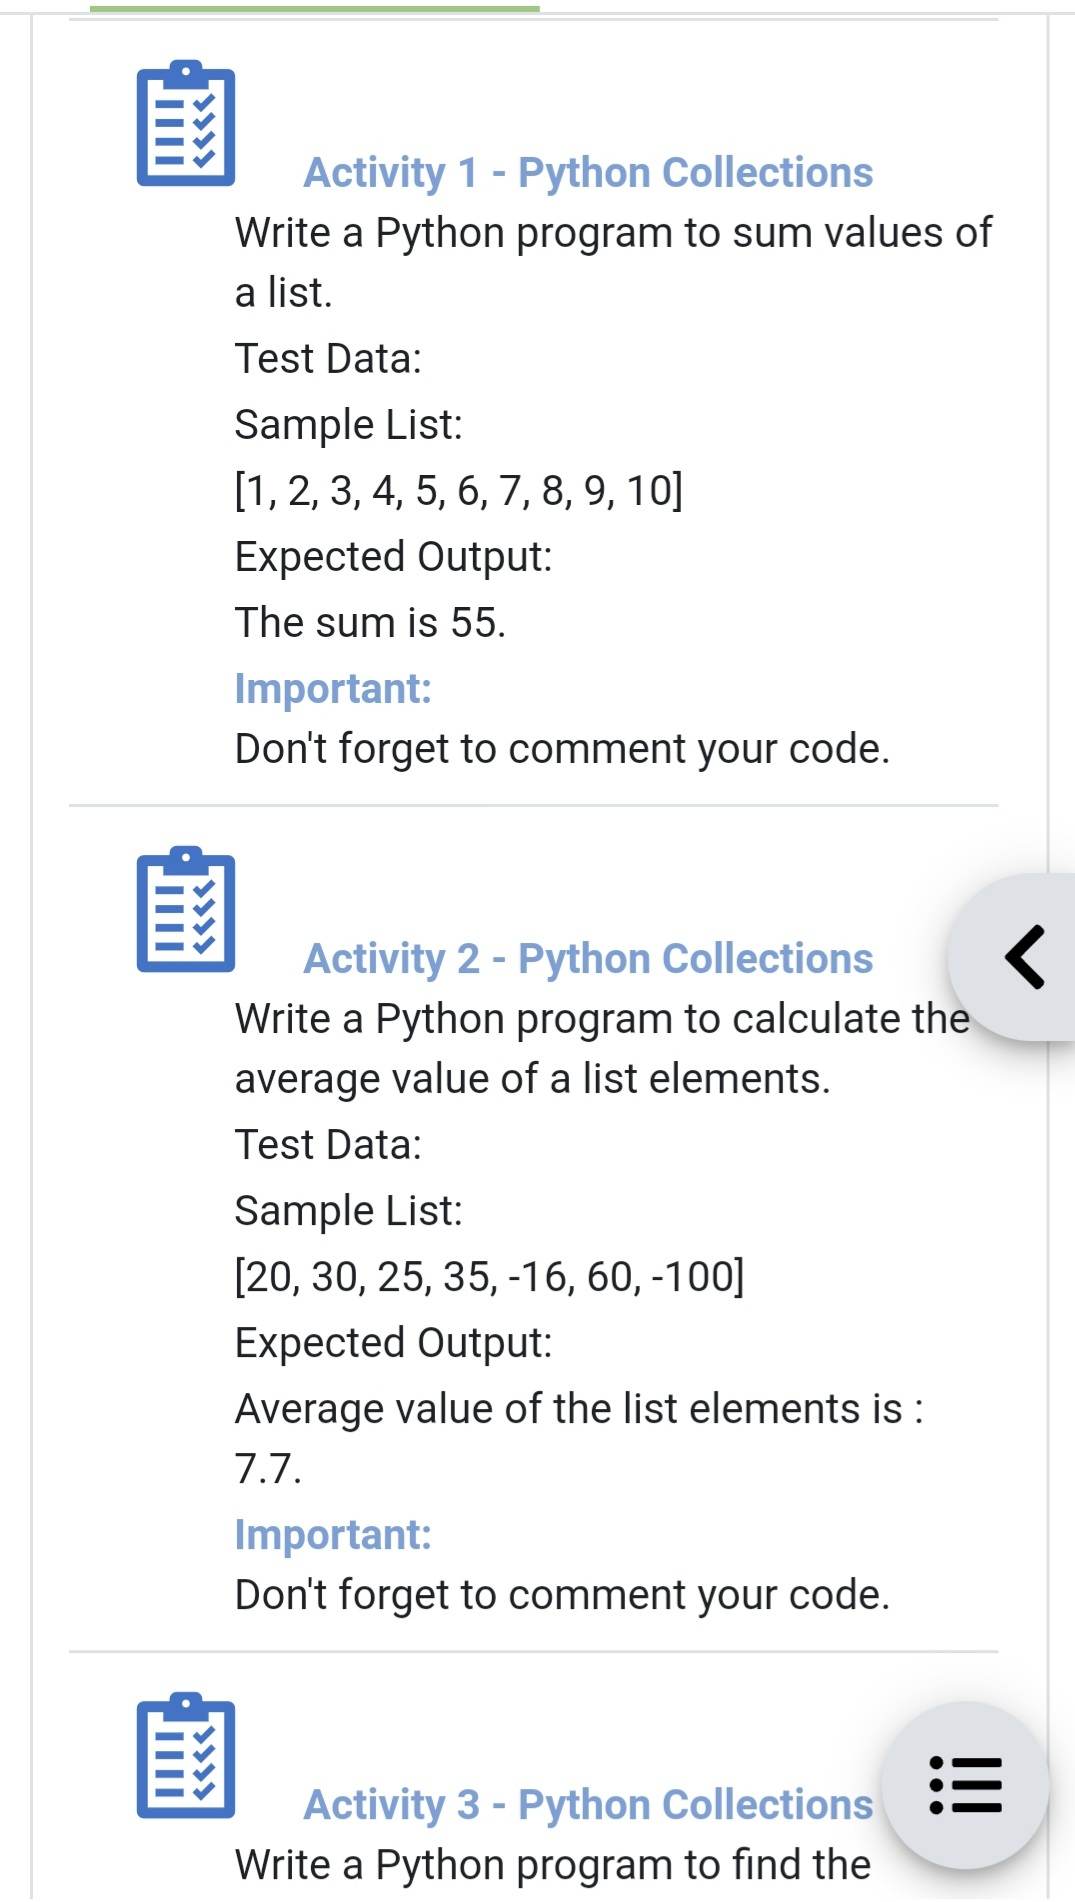 Activity 1 - Python Collections
Write a Python program to sum values of
a list.
Test Data:
Sample List:
[1, 2, 3, 4, 5, 6, 7, 8, 9, 10]
Expected Output:
The sum is 55.
Important:
Don't forget to comment your code.
Activity 2 - Python Collections
Write a Python program to calculate the
average value of a list elements.
Test Data:
Sample List:
[20, 30, 25, 35, -16, 60, -100]
Expected Output:
Average value of the list elements is :
7.7.
Important:
Don't forget to comment your code.
Activity 3 - Python Collections
Write a Python program to find the